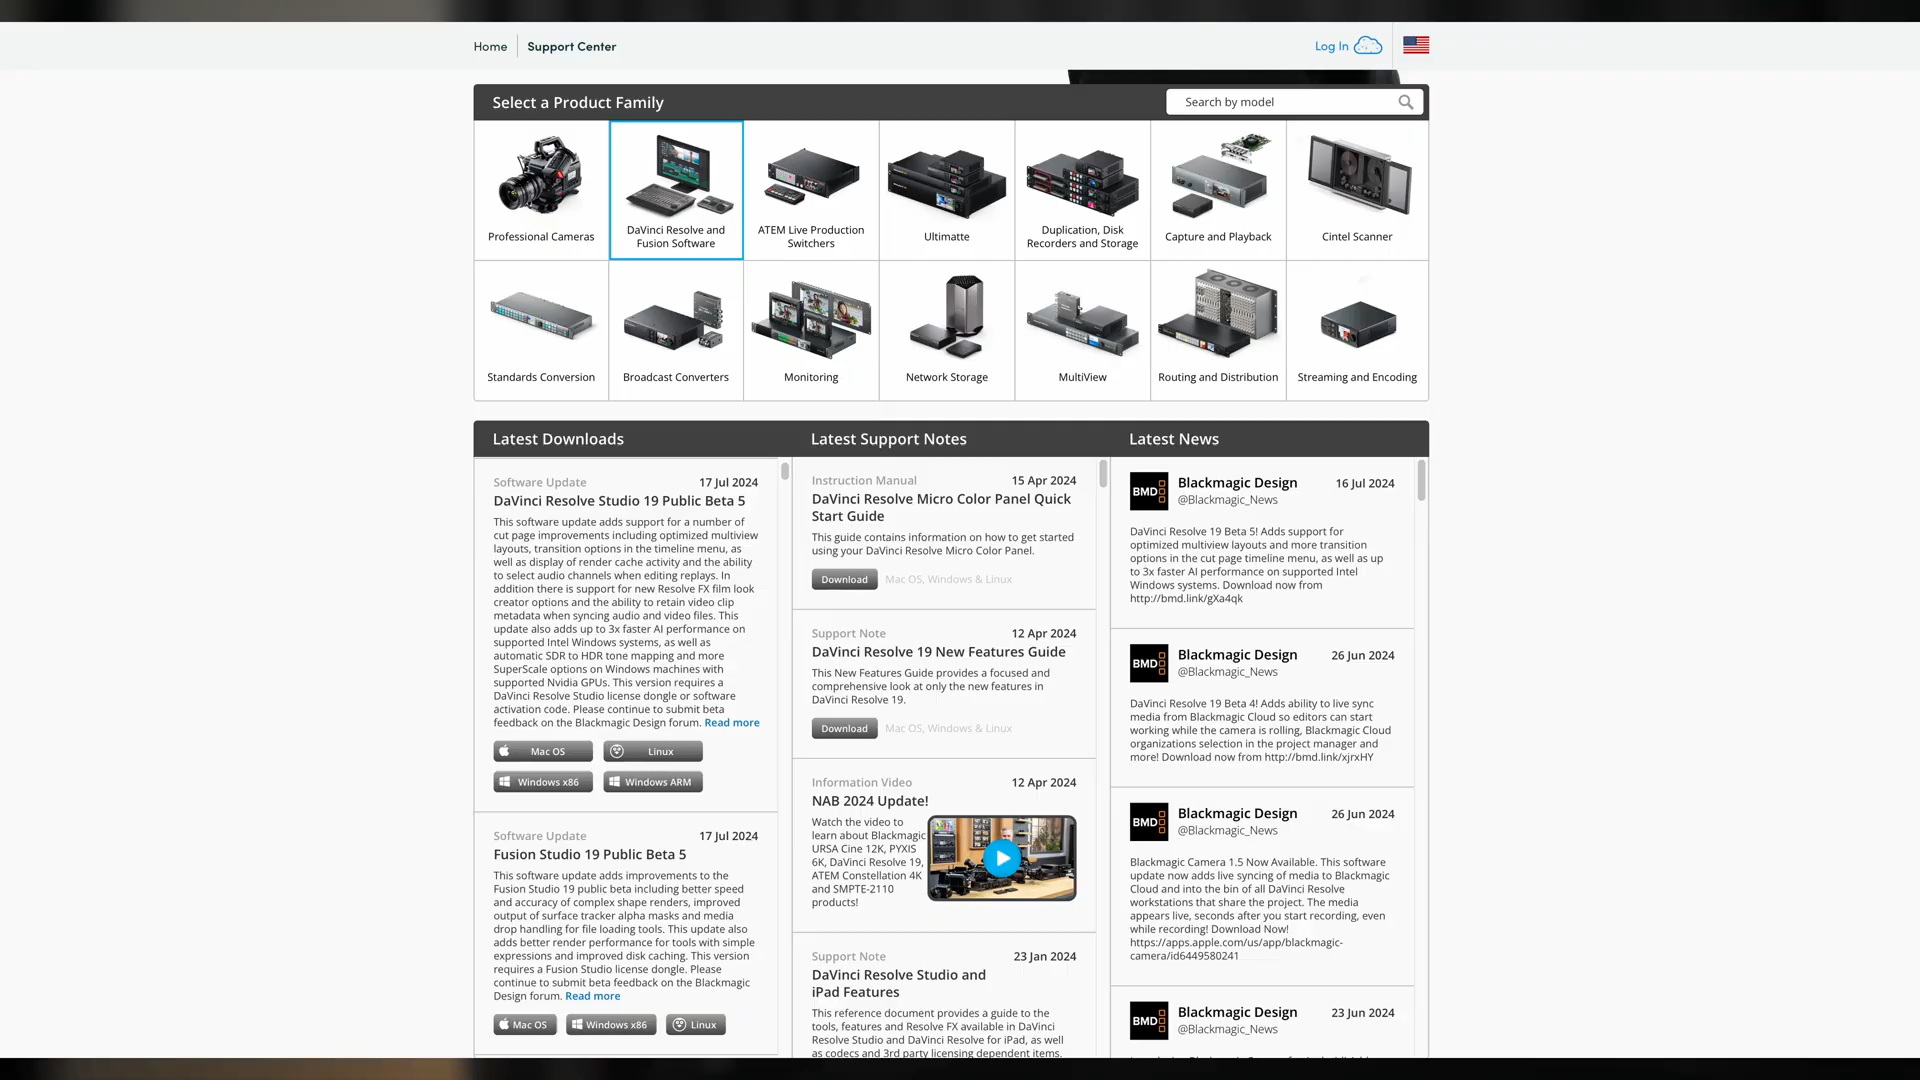 Home
Support Center
Log In
Select a Product Family
Search by model
Professional Cameras
DaVinci Resolve and
Fusion Software
ATEM Live Production
Switchers
Ultimatte
Duplication, Disk
Recorders and Storage
Capture and Playback
Cintel Scanner
Standards Conversion
Broadcast Converters
Monitoring
Network Storage
MultiView
Routing and Distribution
Streaming and Encoding
Latest Downloads
Software Update 17 Jul 2024
DaVinci Resolve Studio 19 Public Beta 5
This software update adds support for a number of
cut page improvements including optimized multiview
layouts, transition options in the timeline menu, as
well as display of render cache activity and the ability
to select audio channels when editing replays. In
addition there is support for new Resolve FX film look
creator options and the ability to retain video clip
metadata when syncing audio and video files. This
update also adds up to 3x faster AI performance on
supported Intel Windows systems, as well as
automatic SDR to HDR tone mapping and more
SuperScale options on Windows machines with
supported Nvidia GPUs. This version requires a
DaVinci Resolve Studio license dongle or software
activation code. Please continue to submit beta
feedback on the Blackmagic Design forum. Read more
Mac OS
Linux
Windows x86
Windows ARM
Software Update 17 Jul 2024
Fusion Studio 19 Public Beta 5
This software update adds improvements to the
Fusion Studio 19 public beta including better speed
and accuracy of complex shape renders, improved
output of surface tracker alpha masks and media
drop handling for file loading tools. This update also
adds better render performance for tools with simple
expressions and improved disk caching. This version
requires a Fusion Studio license dongle. Please
continue to submit beta feedback on the Blackmagic
Design forum. Read more
Mac OS
Windows x86
Linux
Latest Support Notes
Instruction Manual 15 Apr 2024
DaVinci Resolve Micro Color Panel Quick
Start Guide
This guide contains information on how to get started
using your DaVinci Resolve Micro Color Panel.
Download Mac OS, Windows & Linux
Support Note 12 Apr 2024
DaVinci Resolve 19 New Features Guide
This New Features Guide provides a focused and
comprehensive look at only the new features in
DaVinci Resolve 19.
Download Mac OS, Windows & Linux
Information Video 12 Apr 2024
NAB 2024 Update!
Watch the video to
learn about Blackmagic
URSA Cine 12K, PYXIS
6K, DaVinci Resolve 19,
ATEM Constellation 4K
and SMPTE-2110
products!
Support Note 23 Jan 2024
DaVinci Resolve Studio and
iPad Features
This reference document provides a guide to the
tools, features and Resolve FX available in DaVinci
Resolve Studio and DaVinci Resolve for iPad, as well
as codecs and 3rd party licensing dependent items.
Latest News
BMD
Blackmagic Design 16 Jul 2024
@Blackmagic_News
DaVinci Resolve 19 Beta 5! Adds support for
optimized multiview layouts and more transition
options in the cut page timeline menu, as well as up
to 3x faster AI performance on supported Intel
Windows systems. Download now from
http://bmd.link/gXa4qk
BMD
Blackmagic Design 26 Jun 2024
@Blackmagic_News
DaVinci Resolve 19 Beta 4! Adds ability to live sync
media from Blackmagic Cloud so editors can start
working while the camera is rolling, Blackmagic Cloud
organizations selection in the project manager and
more! Download now from http://bmd.link/xjrxHY
BMD
Blackmagic Design 26 Jun 2024
@Blackmagic_News
Blackmagic Camera 1.5 Now Available. This software
update now adds live syncing of media to Blackmagic
Cloud and into the bin of all DaVinci Resolve
workstations that share the project. The media
appears live, seconds after you start recording, even
while recording! Download Now!
https://apps.apple.com/us/app/blackmagic-
camera/id6449580241
BMD
Blackmagic Design 23 Jun 2024
@Blackmagic_News